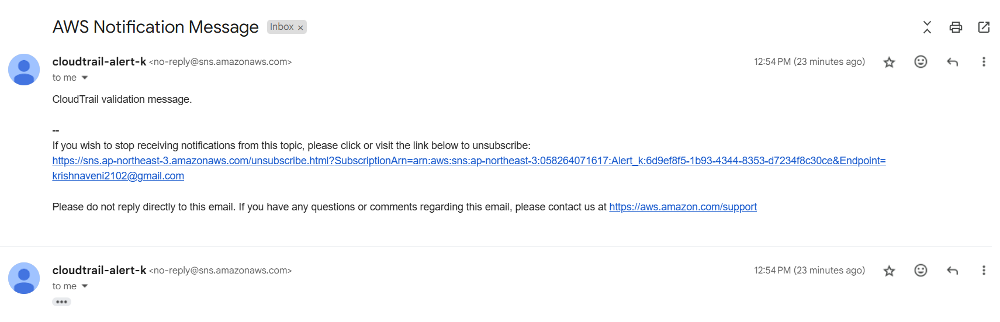 AWS Notification Message Inbox ×
cloudtrail-alert-k <no-reply@sns.amazonaws.com> 12:54 PM (23 minutes ago)
to me
CloudTrail validation message.
--
If you wish to stop receiving notifications from this topic, please click or visit the link below to unsubscribe:
https://sns.ap-northeast-3.amazonaws.com/unsubscribe.html?SubscriptionArn=arn:aws:sns:ap-northeast-3:058264071617:Alert_k:6d9ef8f5-1b93-4344-8353-d7234f8c30ce&Endpoint=
krishnaveni2102@gmail.com
Please do not reply directly to this email. If you have any questions or comments regarding this email, please contact us at https://aws.amazon.com/support
cloudtrail-alert-k <no-reply@sns.amazonaws.com> 12:54 PM (23 minutes ago)
to me